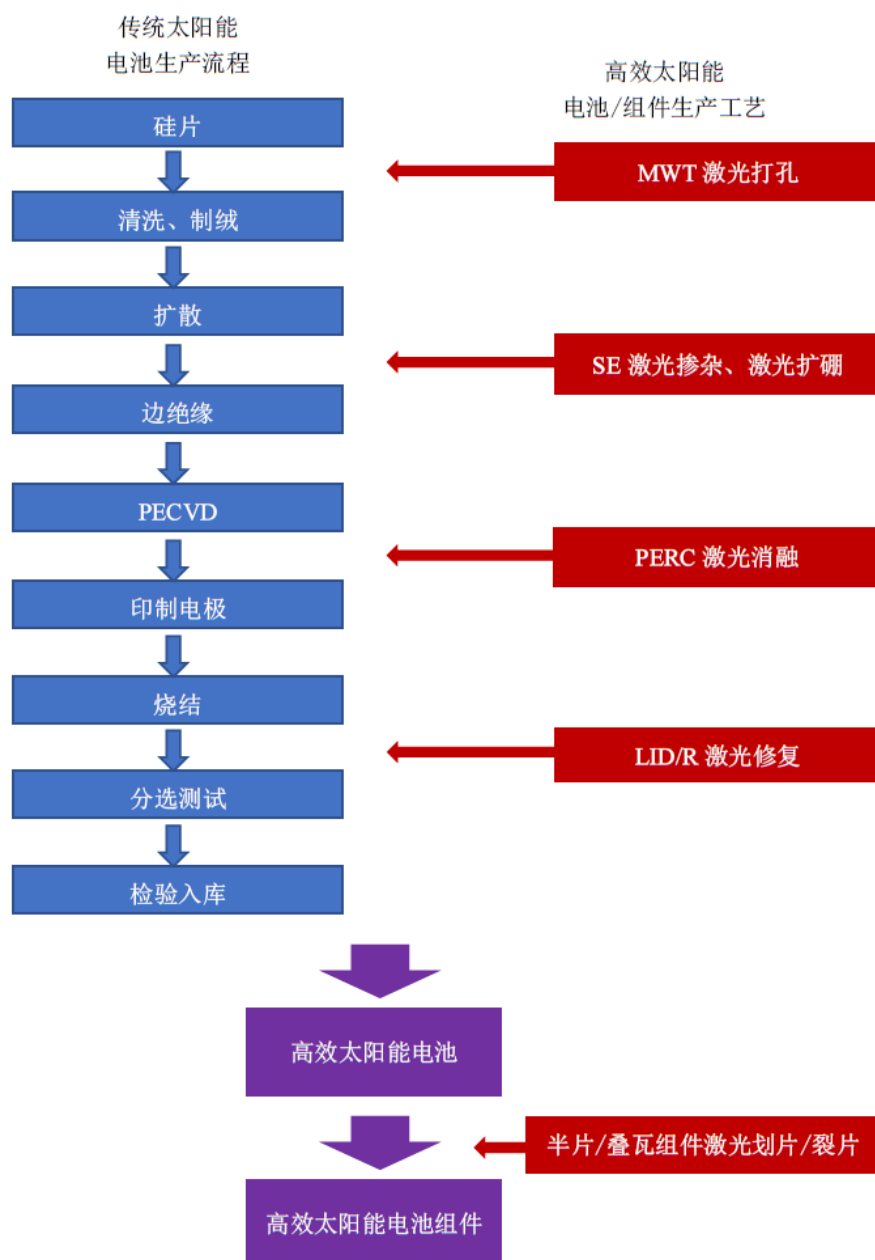 传统太阳能
电池生产流程
高效太阳能
电池/组件生产工艺
硅片
MWT 激光打孔
清洗、制绒
扩散
SE 激光掺杂、激光扩硼
边绝缘
PECVD
PERC 激光消融
印制电极
烧结
LID/R 激光修复
分选测试
检验入库
高效太阳能电池
半片/叠瓦组件激光划片/裂片
高效太阳能电池组件